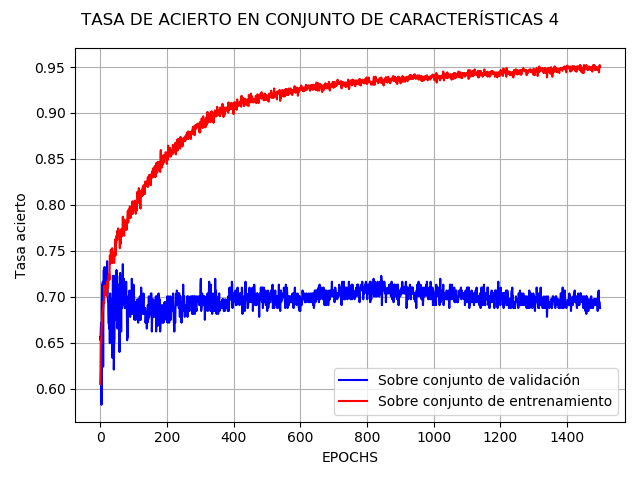 TASA DE ACIERTO EN CONJUNTO DE CARACTERÍSTICAS 4
0.95
0.90
0.85
0.80
0.75
0.70
0.65
0.60
Tasa acierto
0 200 400 600 800 1000 1200 1400
EPOCHS
Sobre conjunto de validación
Sobre conjunto de entrenamiento